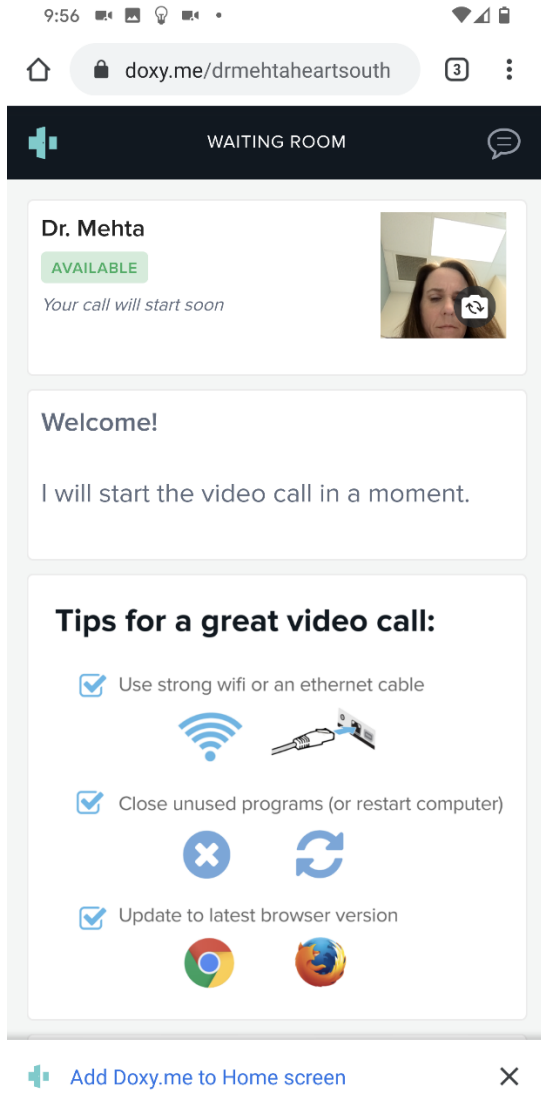 9:56
doxy.me/drmehtaheartsouth
3
WAITING ROOM
Dr. Mehta
AVAILABLE
Your call will start soon
Welcome!
I will start the video call in a moment.
Tips for a great video call:
Use strong wifi or an ethernet cable
Close unused programs (or restart computer)
Update to latest browser version
Add Doxy.me to Home screen